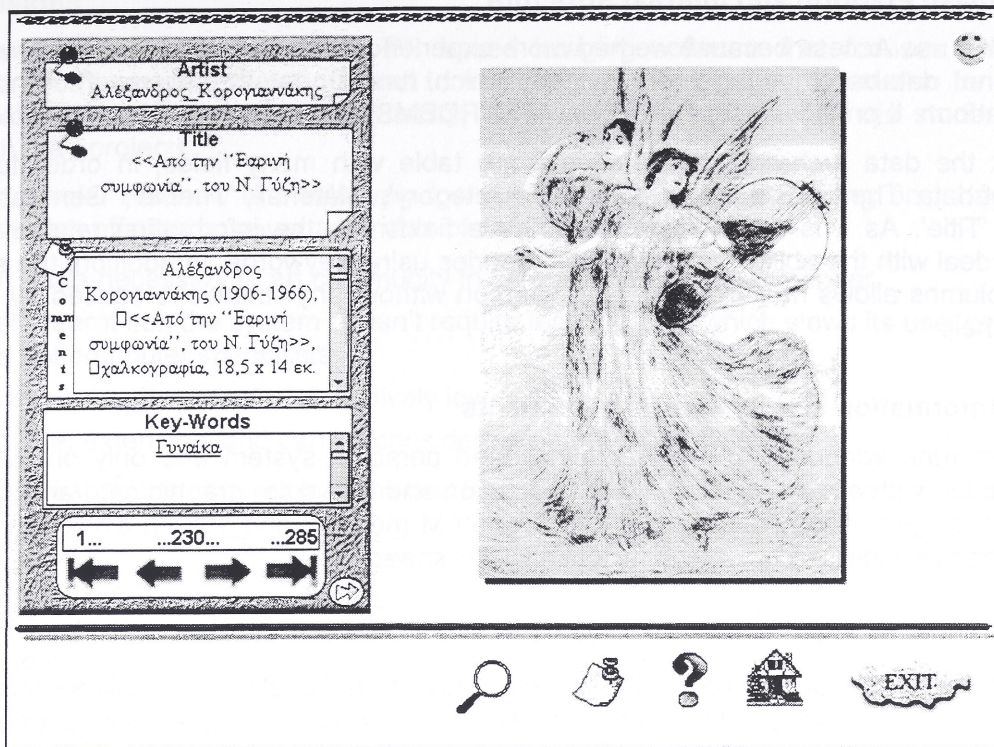 Artist
Αλέξανδρος_Κορογιαννάκης
Title
<<Από την ‘‘Εαρινή
συμφωνία’’, του Ν. Γύζη>>
Comments
Αλέξανδρος
Κορογιαννάκης (1906-1966),
□<<Από την ‘‘Εαρινή
συμφωνία’’, του Ν. Γύζη>>,
□χαλκογραφία, 18,5 x 14 εκ.
Key-Words
Γυναίκα
1... ...230... ...285
EXIT